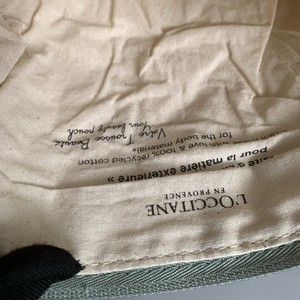 L'OCCITANE
EN PROVENCE
pour la matière extérieure »
with love & 100% recycled cotton
for the body material»
Votre Trousse Beauté
Your beauty pouch